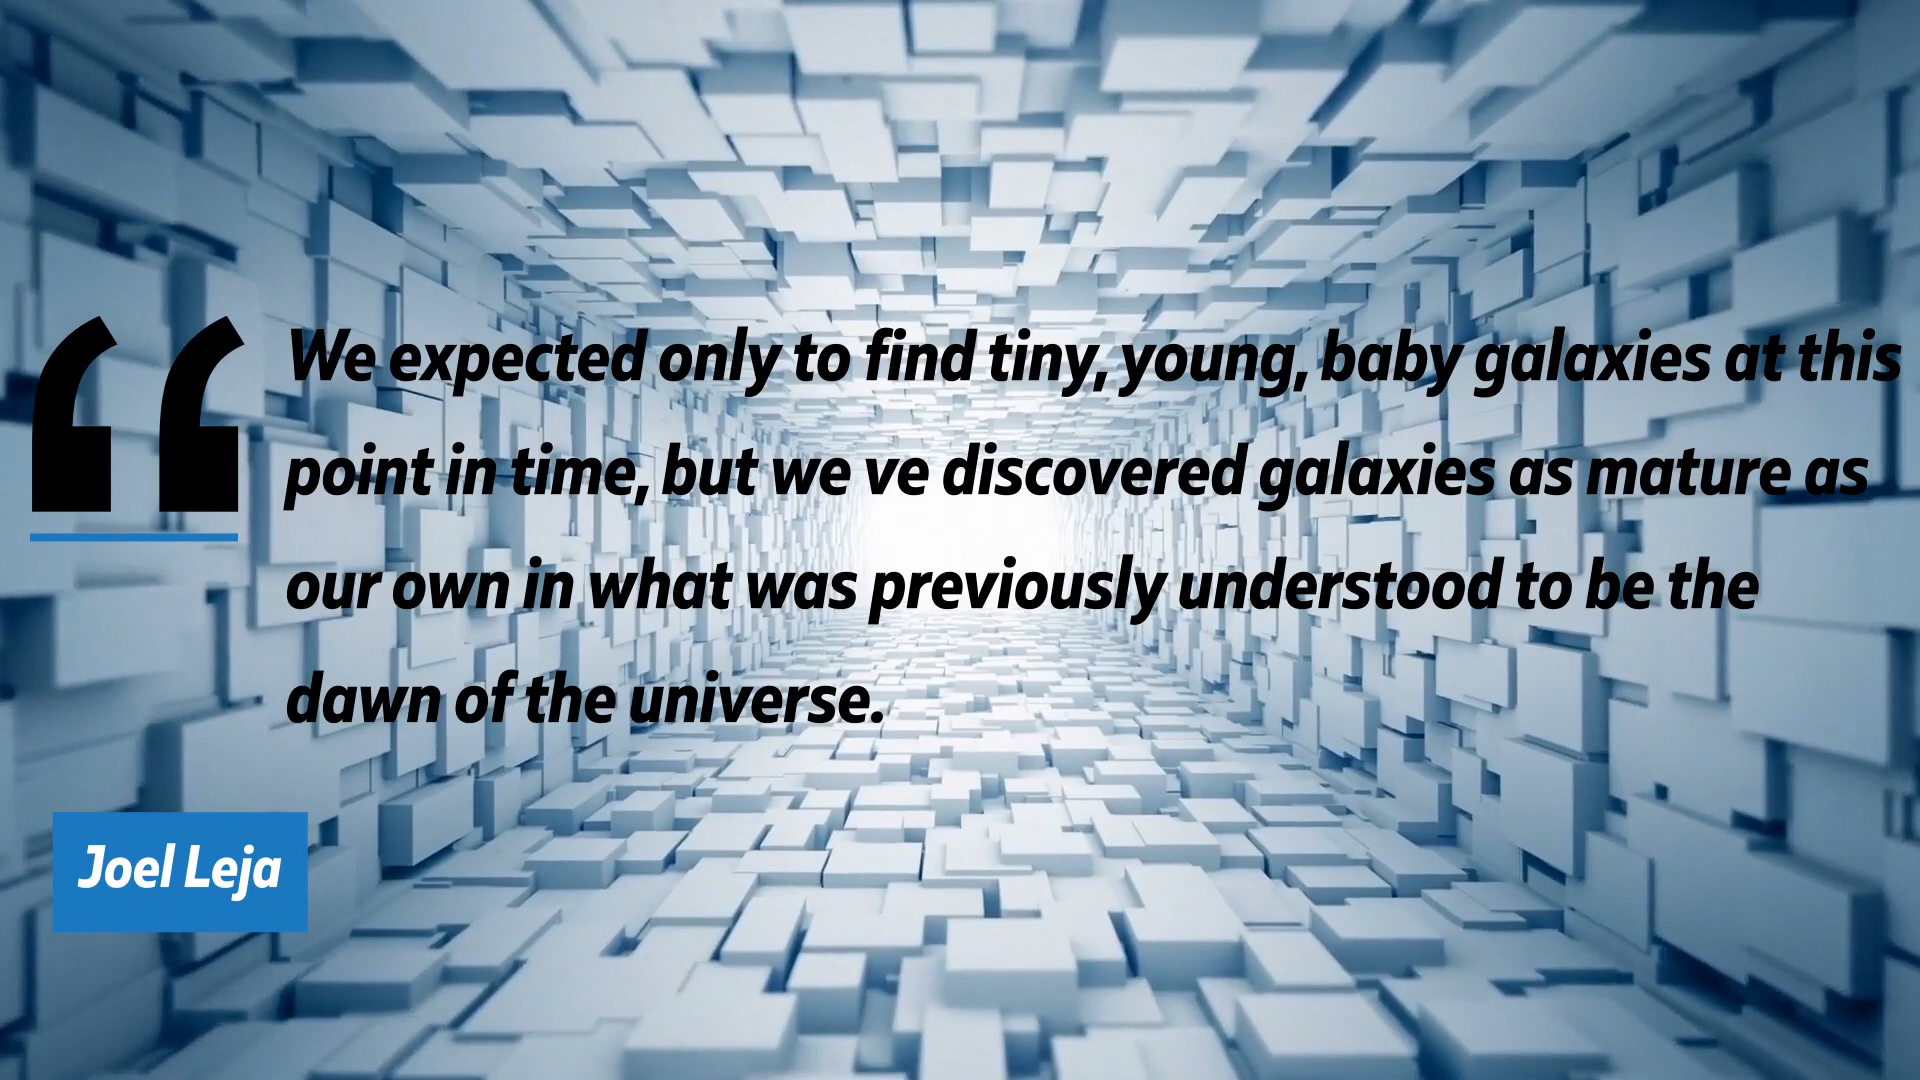 “
We expected only to find tiny, young, baby galaxies at this
point in time, but we ve discovered galaxies as mature as
our own in what was previously understood to be the
dawn of the universe.
Joel Leja